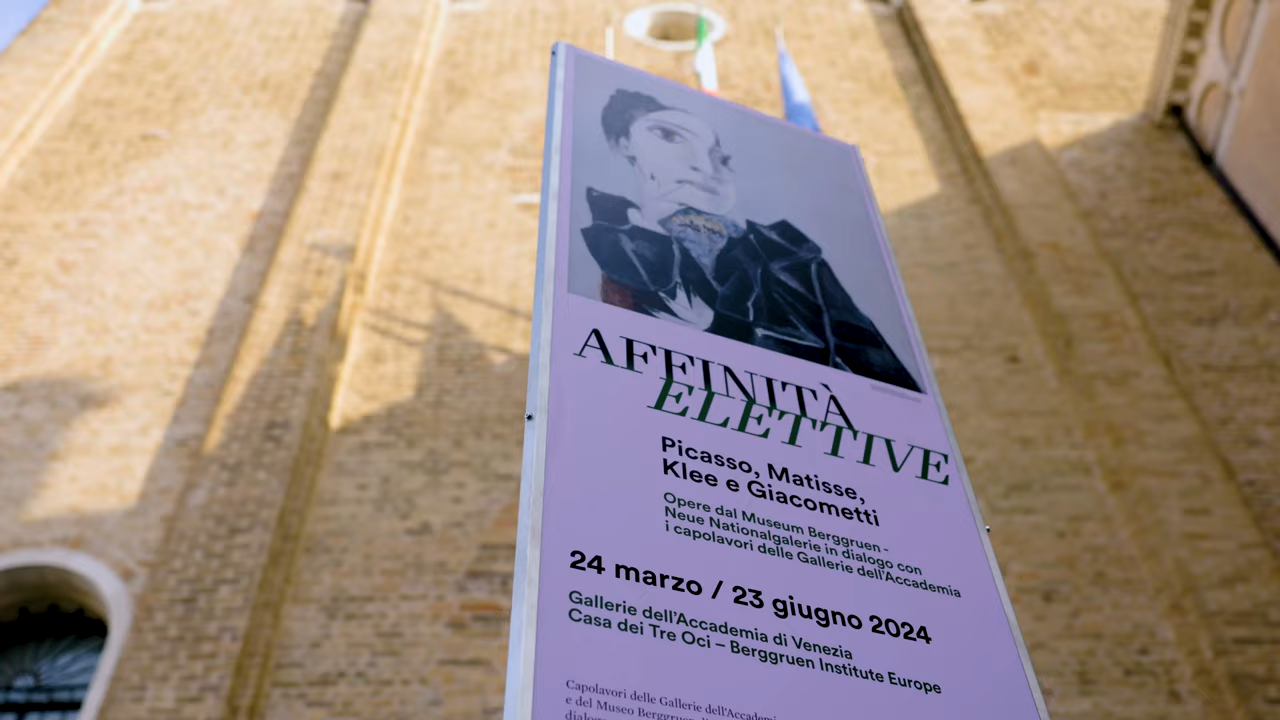 AFFINITÀ
ELETTIVE
Picasso, Matisse,
Klee e Giacometti
Opere dal Museum Berggruen -
Neue Nationalgalerie in dialogo con
i capolavori delle Gallerie dell'Accademia
24 marzo / 23 giugno 2024
Gallerie dell'Accademia di Venezia
Casa dei Tre Oci – Berggruen Institute Europe
Capolavori delle Gallerie dell'Accademi
e del Museo Berggruen